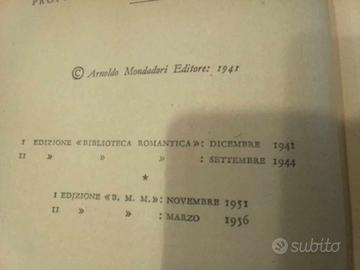 © Arnoldo Mondadori Editore: 1941
I EDIZIONE «BIBLIOTECA ROMANTICA»: DICEMBRE 1941
II » » » : SETTEMBRE 1944
*
I EDIZIONE «B. M. M.»: NOVEMBRE 1951
II » » : MARZO 1956
subito